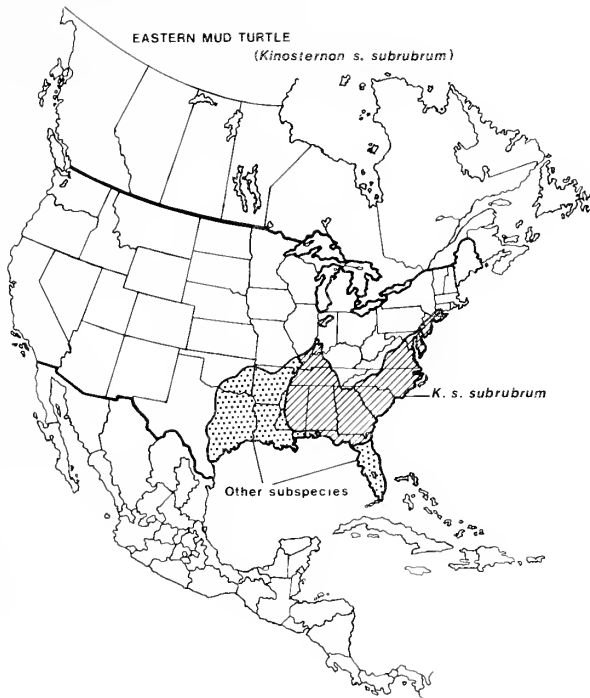 EASTERN MUD TURTLE
(Kinosternon s. subrubrum)
K. s. subrubrum
Other subspecies